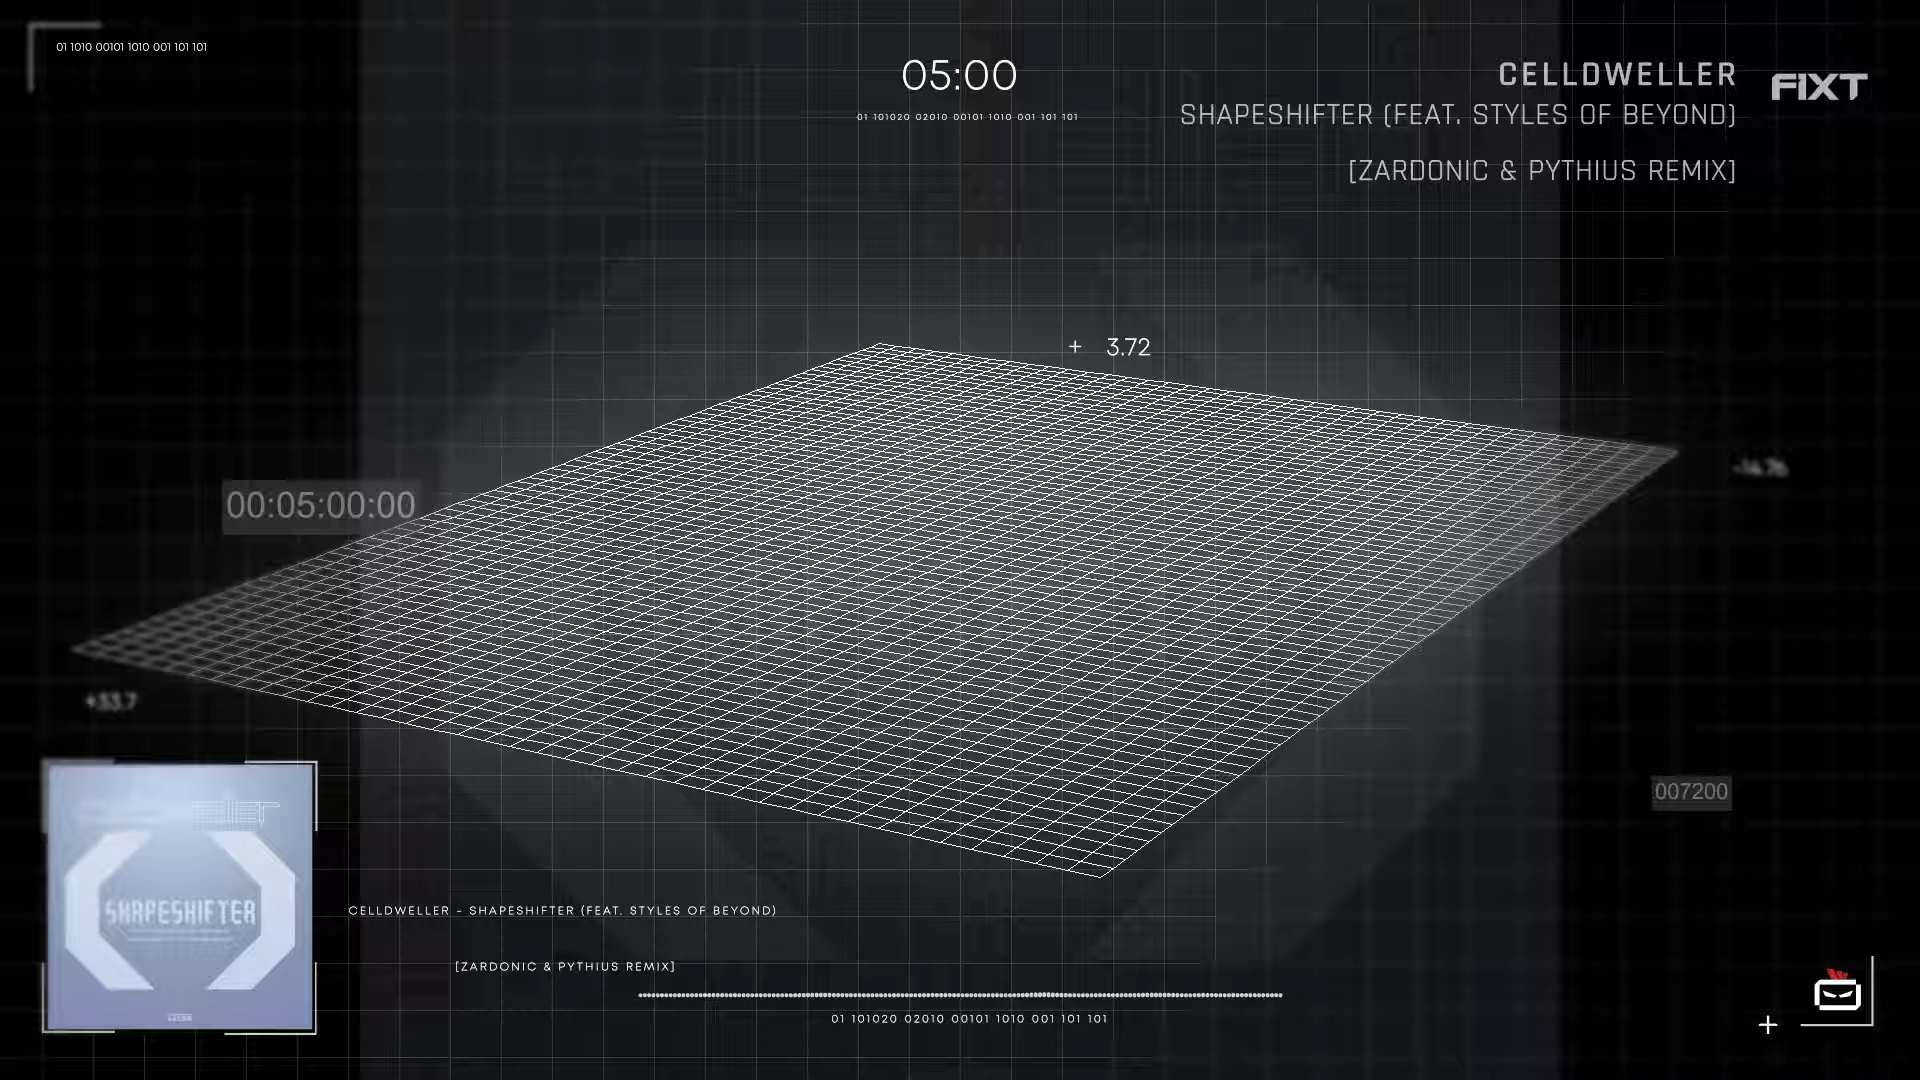 01 1010 00101 1010 001 101 101
05:00
01 101020 02010 00101 1010 001 101 101
CELLDWELLER
FIXT
SHAPESHIFTER (FEAT. STYLES OF BEYOND)
[ZARDONIC & PYTHIUS REMIX]
+ 3.72
-14.76
00:05:00:00
+33.7
007200
SHAPESHIFTER
CELLDWELLER - SHAPESHIFTER (FEAT. STYLES OF BEYOND)
[ZARDONIC & PYTHIUS REMIX]
01 101020 02010 00101 1010 001 101 101
+